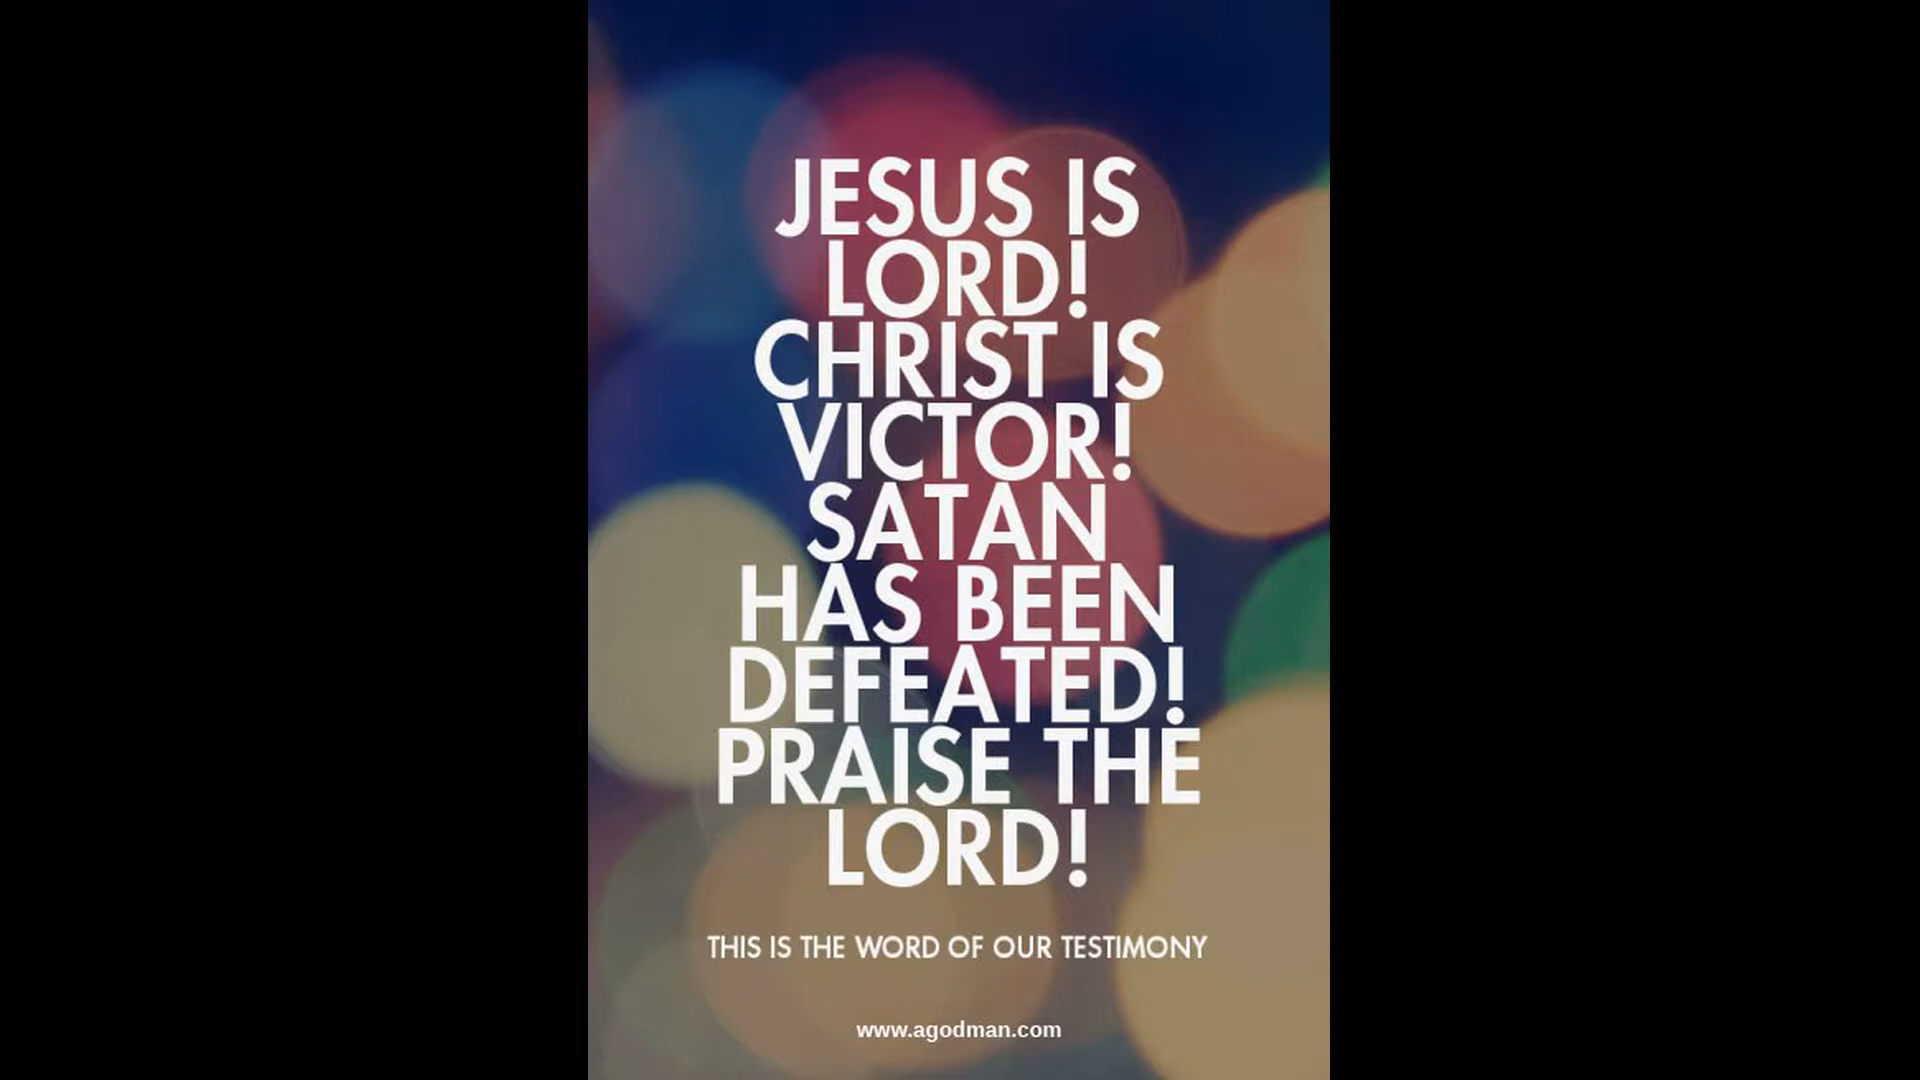 JESUS IS
LORD!
CHRIST IS
VICTOR!
SATAN
HAS BEEN
DEFEATED!
PRAISE THE
LORD!
THIS IS THE WORD OF OUR TESTIMONY
www.agodman.com